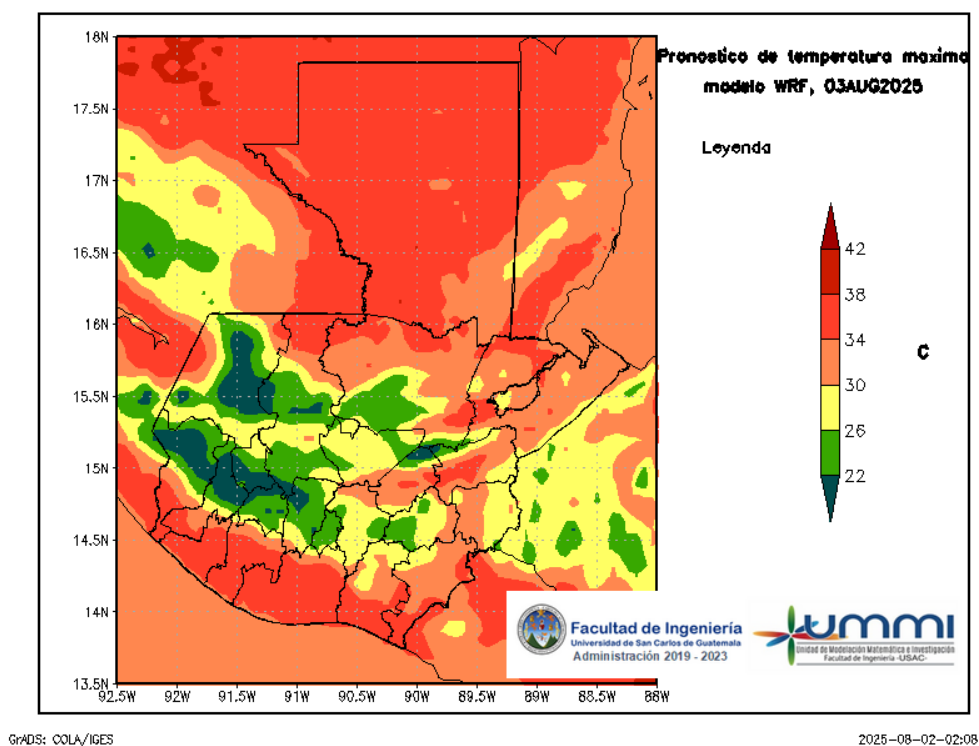 Pronostico de temperatura maxima
modelo WRF, 03AUG2025
Leyenda
42
38
34
30
26
22
C
18N
17.5N
17N
16.5N
16N
15.5N
15N
14.5N
14N
13.5N
92.5W 92W 91.5W 91W 90.5W 90W 89.5W 89W 88.5W 88W
Facultad de Ingeniería
Universidad de San Carlos de Guatemala
Administración 2019 - 2023
ummi
Unidad de Modelación Matemática e Investigación
Facultad de Ingeniería -USAC-
GrADS: COLA/IGES
2025-08-02-02:08